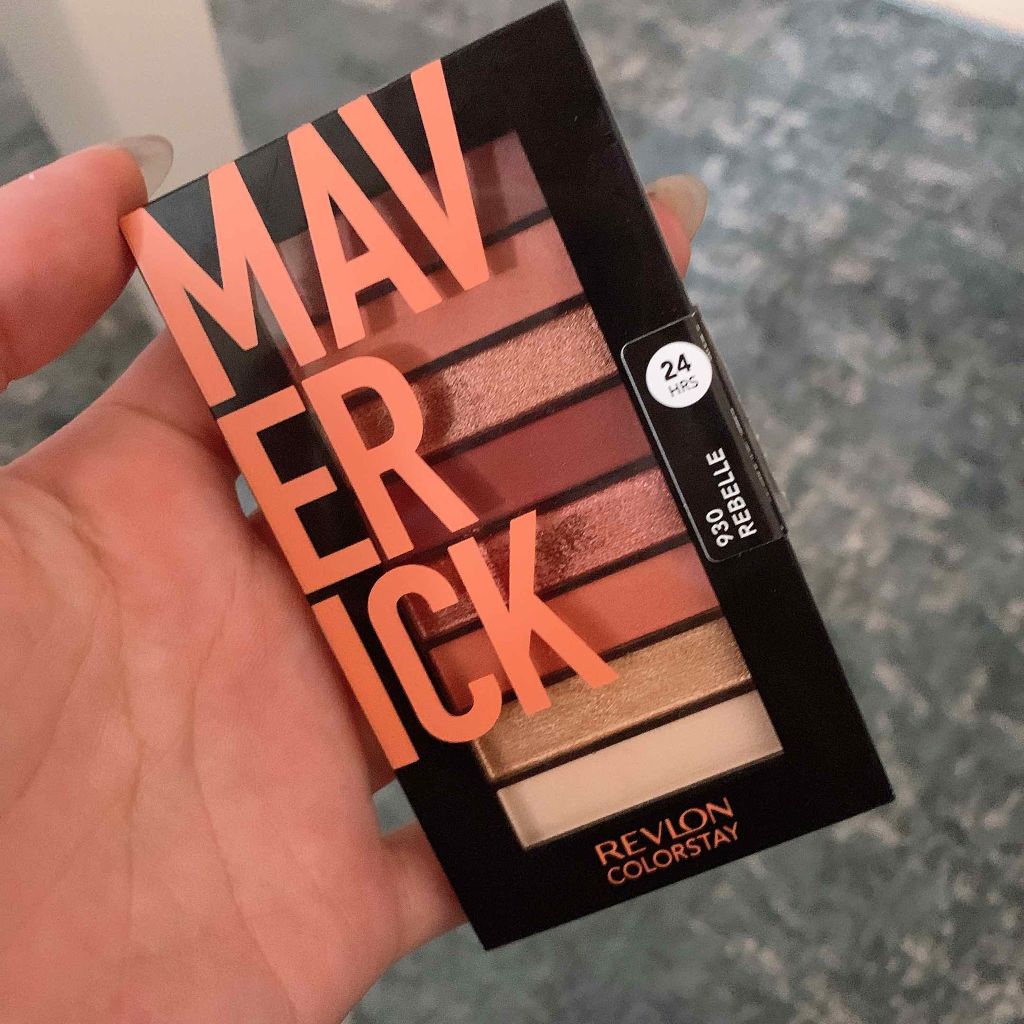 MAV
ER
ICK
24
HRS
930
REBELLE
REVLON
COLORSTAY